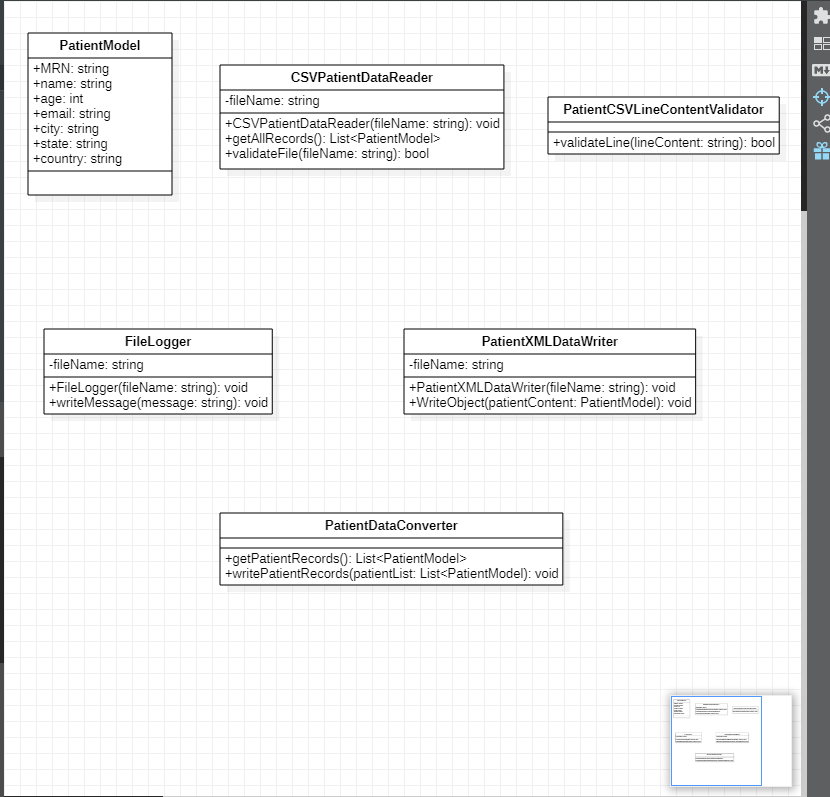 PatientModel
+MRN: string
+name: string
+age: int
+email: string
+city: string
+state: string
+country: string
CSVPatientDataReader
-fileName: string
+CSVPatientDataReader(fileName: string): void
+getAllRecords(): List<PatientModel>
+validateFile(fileName: string): bool
PatientCSVLineContentValidator
+validateLine(lineContent: string): bool
FileLogger
-fileName: string
+FileLogger(fileName: string): void
+writeMessage(message: string): void
PatientXMLDataWriter
-fileName: string
+PatientXMLDataWriter(fileName: string): void
+WriteObject(patientContent: PatientModel): void
PatientDataConverter
+getPatientRecords(): List<PatientModel>
+writePatientRecords(patientList: List<PatientModel): void